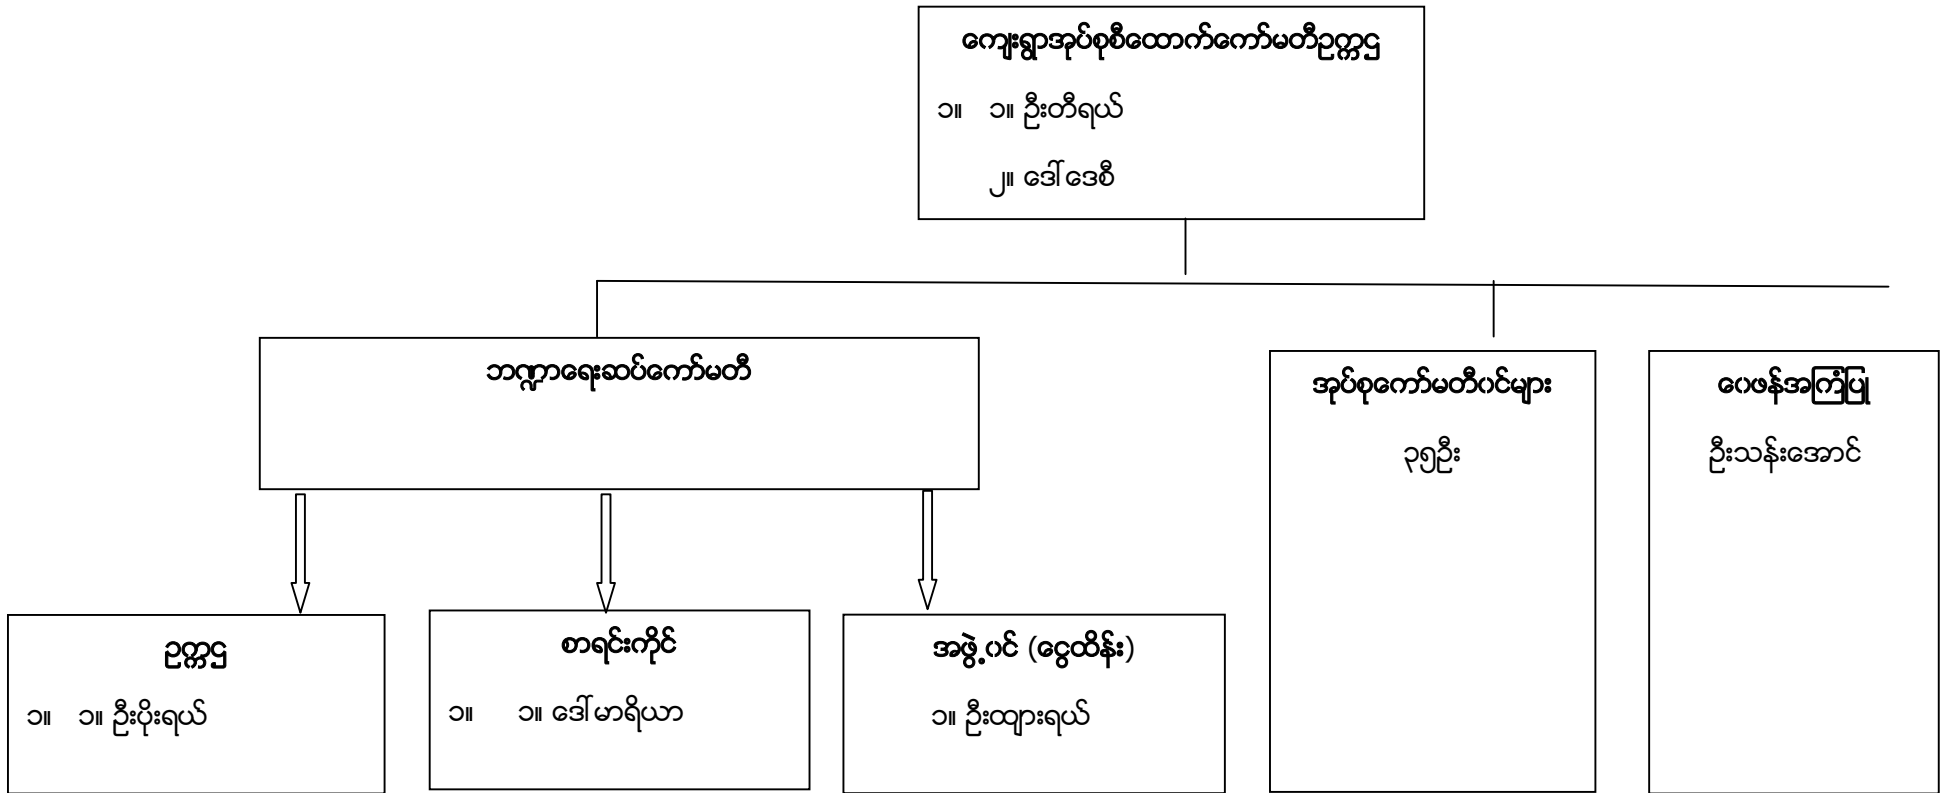 ကျေးရွာအုပ်စုစီထောက်ကော်မတီဥက္ကဌ
၁။ ၁။ ဦးတီရယ်
၂။ ဒေါ်ဒေစီ
ဘဏ္ဍာရေးဆပ်ကော်မတီ
အုပ်စုကော်မတီဝင်များ
၃၅ဦး
ဝေဖန်အကြံပြု
ဦးသန်းအောင်
ဥက္ကဌ
၁။ ၁။ ဦးပိုးရယ်
စာရင်းကိုင်
၁။ ၁။ ဒေါ်မာရိယာ
အဖွဲ့ဝင် (ငွေထိန်း)
၁။ ဦးထျားရယ်